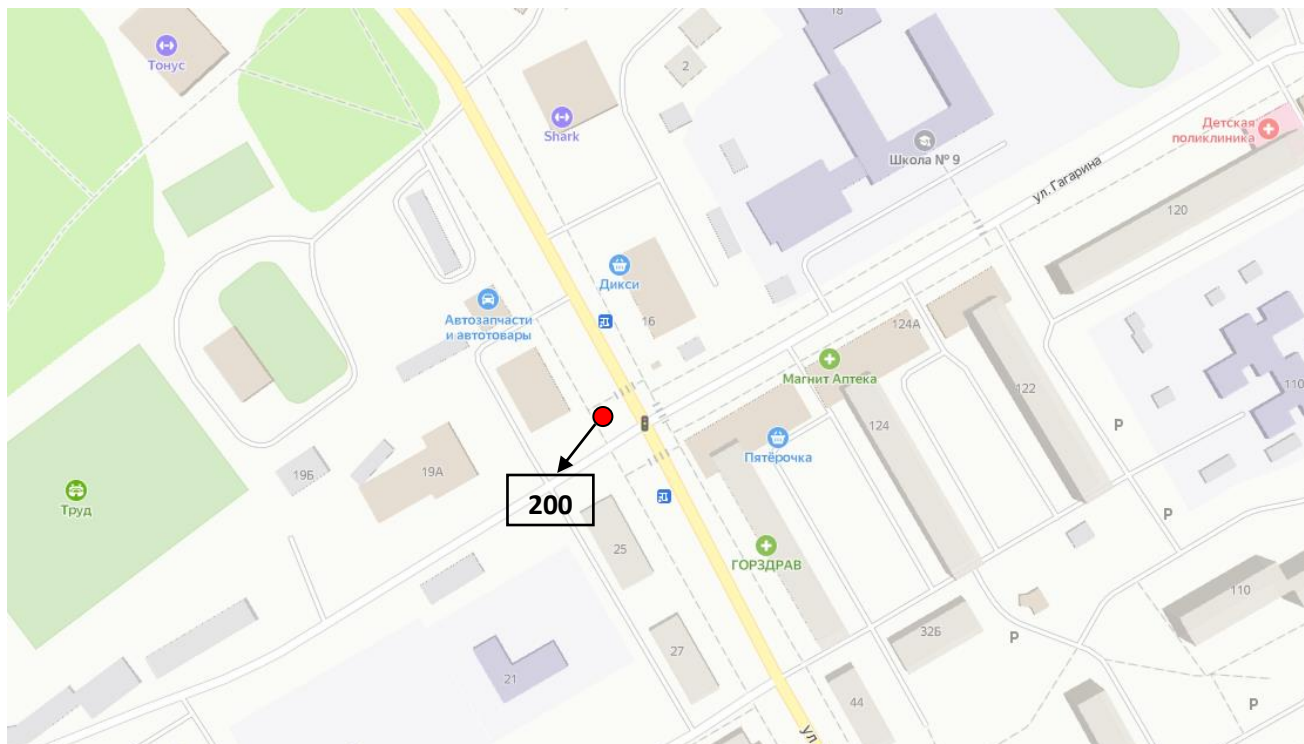 18
Тонус
2
Shark
Детская
поликлиника
Школа № 9
ул. Гагарина
120
Дикси
16
Автозапчасти
и автотовары
124А
Магнит Аптека
122
110
124
Р
Пятёрочка
19Б
19А
Труд
200
Р
25
ГОРЗДРАВ
110
32Б
Р
27
21
44
Р
ул